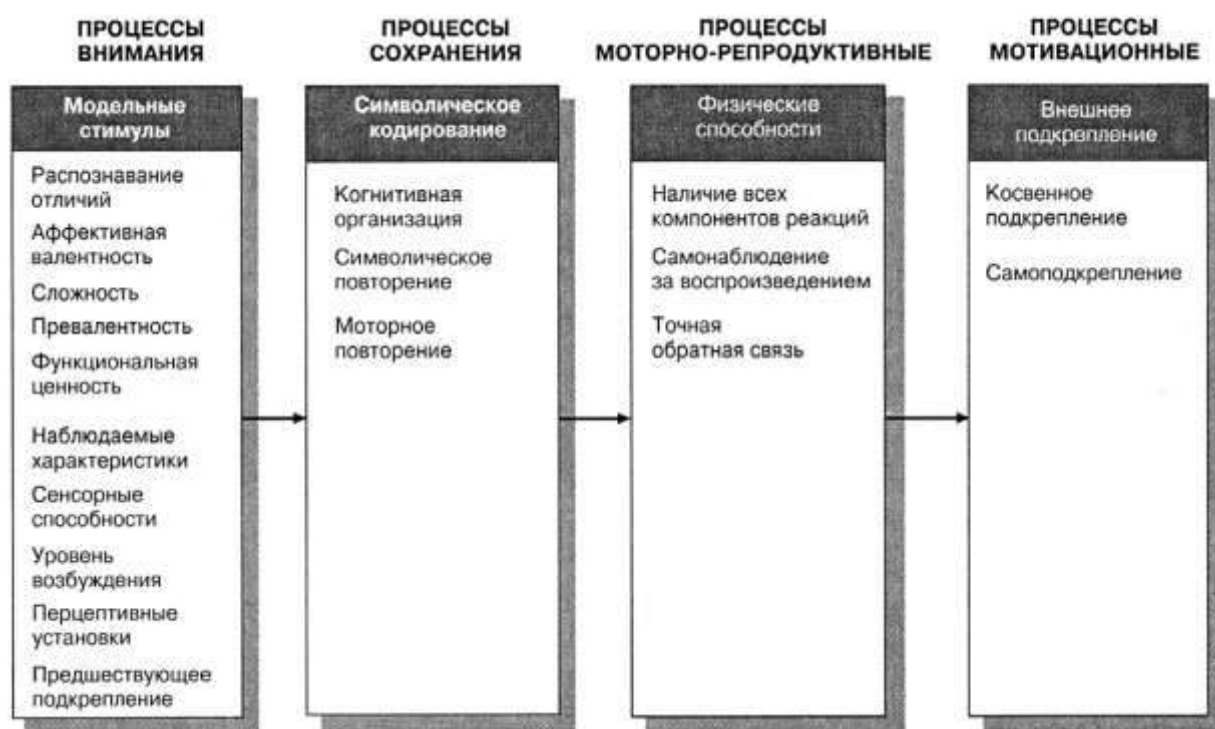 ПРОЦЕССЫ
ВНИМАНИЯ
Модельные
стимулы
Распознавание
отличий
Аффективная
валентность
Сложность
Превалентность
Функциональная
ценность
Наблюдаемые
характеристики
Сенсорные
способности
Уровень
возбуждения
Перцептивные
установки
Предшествующее
подкрепление
ПРОЦЕССЫ
СОХРАНЕНИЯ
Символическое
кодирование
Когнитивная
организация
Символическое
повторение
Моторное
повторение
ПРОЦЕССЫ
МОТОРНО-РЕПРОДУКТИВНЫЕ
Физические
способности
Наличие всех
компонентов реакций
Самонаблюдение
за воспроизведением
Точная
обратная связь
ПРОЦЕССЫ
МОТИВАЦИОННЫЕ
Внешнее
подкрепление
Косвенное
подкрепление
Самоподкрепление